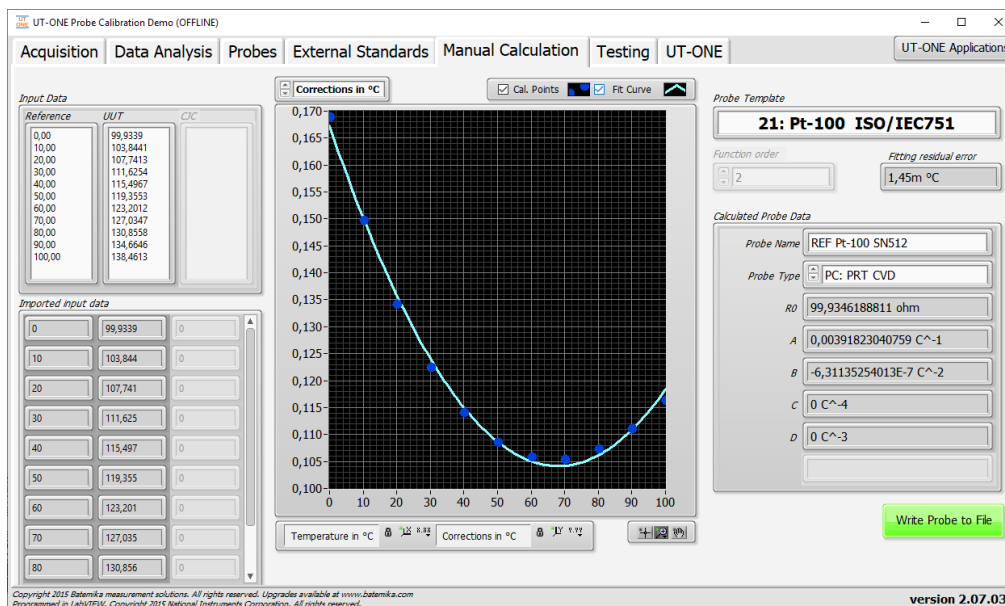 UT-ONE Probe Calibration Demo (OFFLINE)
Acquisition Data Analysis Probes External Standards Manual Calculation Testing UT-ONE
UT-ONE Applications
Input Data
Reference UUT CJC
0,00 99,9339
10,00 103,8441
20,00 107,7413
30,00 111,6254
40,00 115,4967
50,00 119,3553
60,00 123,2012
70,00 127,0347
80,00 130,8558
90,00 134,6646
100,00 138,4613
Imported input data
0 99,9339 0
10 103,844 0
20 107,741 0
30 111,625 0
40 115,497 0
50 119,355 0
60 123,201 0
70 127,035 0
80 130,856 0
Corrections in °C
Cal. Points Fit Curve
0,170
0,165
0,160
0,155
0,150
0,145
0,140
0,135
0,130
0,125
0,120
0,115
0,110
0,105
0,100
0 10 20 30 40 50 60 70 80 90 100
Temperature in °C Corrections in °C
Probe Template
21: Pt-100 ISO/IEC751
Function order Fitting residual error
2 1,45m °C
Calculated Probe Data
Probe Name REF Pt-100 SN512
Probe Type PC: PRT CVD
R0 99,9346188811 ohm
A 0,00391823040759 C^-1
B -6,31135254013E-7 C^-2
C 0 C^-4
D 0 C^-3
Write Probe to File
Copyright 2015 Batemika measurement solutions. All rights reserved. Upgrades available at www.batemika.com
Programmed in LabVIEW. Copyright 2015 National Instruments Corporation. All rights reserved.
version 2.07.03